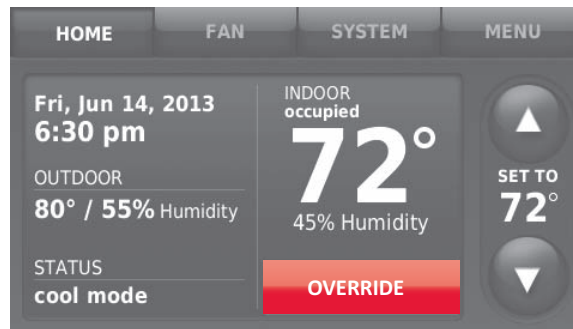 HOME FAN SYSTEM MENU
Fri, Jun 14, 2013
6:30 pm
OUTDOOR
80° / 55% Humidity
STATUS
cool mode
INDOOR
occupied
72°
45% Humidity
OVERRIDE
SET TO
72°